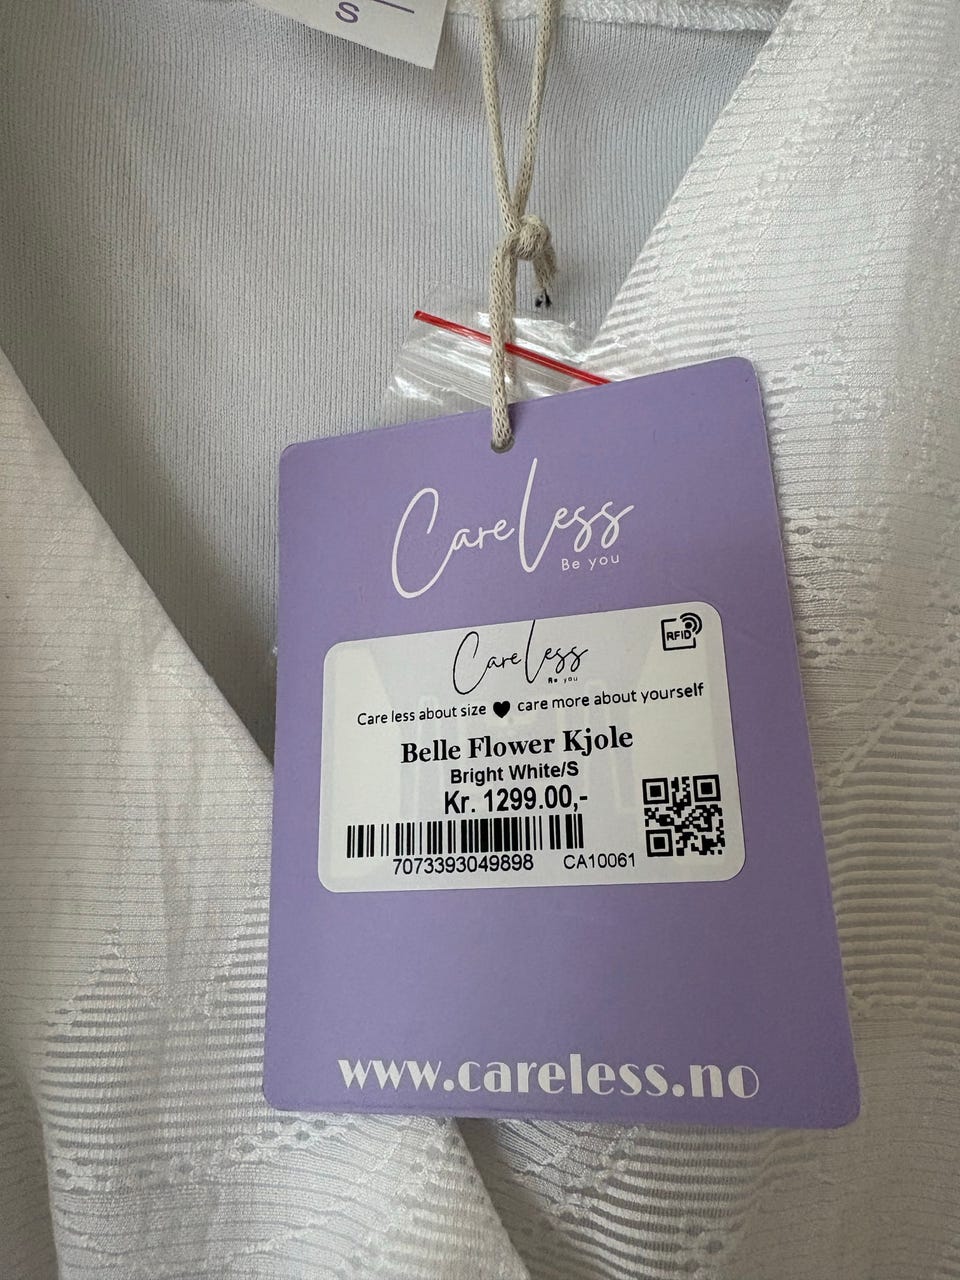 S
Careless
Be you
RFID
Careless
Be you
Care less about size care more about yourself
Belle Flower Kjole
Bright White/S
Kr. 1299.00,-
7073393049898 CA10061
www.careless.no